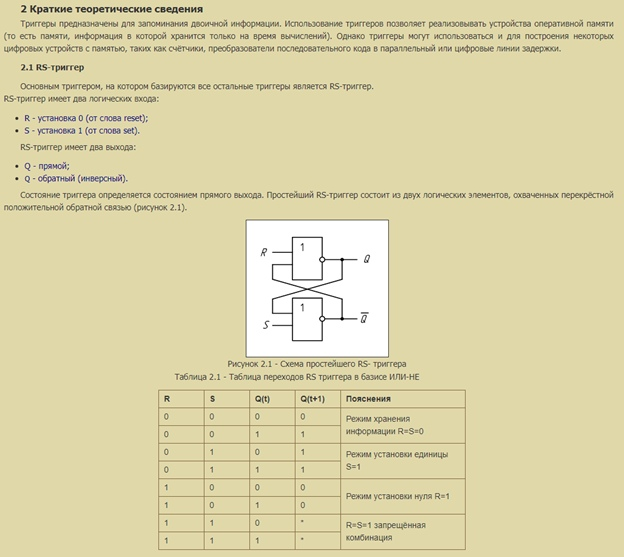 2 Краткие теоретические сведения
Триггеры предназначены для запоминания двоичной информации. Использование триггеров позволяет реализовывать устройства оперативной памяти
(то есть памяти, информация в которой хранится только на время вычислений). Однако триггеры могут использоваться и для построения некоторых
цифровых устройств с памятью, таких как счётчики, преобразователи последовательного кода в параллельный или цифровые линии задержки.
2.1 RS-триггер
Основным триггером, на котором базируются все остальные триггеры является RS-триггер.
RS-триггер имеет два логических входа:
• R - установка 0 (от слова reset);
• S - установка 1 (от слова set).
RS-триггер имеет два выхода:
• Q - прямой;
• Q - обратный (инверсный).
Состояние триггера определяется состоянием прямого выхода. Простейший RS-триггер состоит из двух логических элементов, охваченных перекрёстной
положительной обратной связью (рисунок 2.1).
R 1 Q
S 1 Q̅
Рисунок 2.1 - Схема простейшего RS- триггера
Таблица 2.1 - Таблица переходов RS триггера в базисе ИЛИ-НЕ
R S Q(t) Q(t+1) Пояснения
0 0 0 0 Режим хранения
0 0 1 1 информации R=S=0
0 1 0 1 Режим установки единицы
0 1 1 1 S=1
1 0 0 0 Режим установки нуля R=1
1 0 1 0
1 1 0 * R=S=1 запрещённая
1 1 1 * комбинация